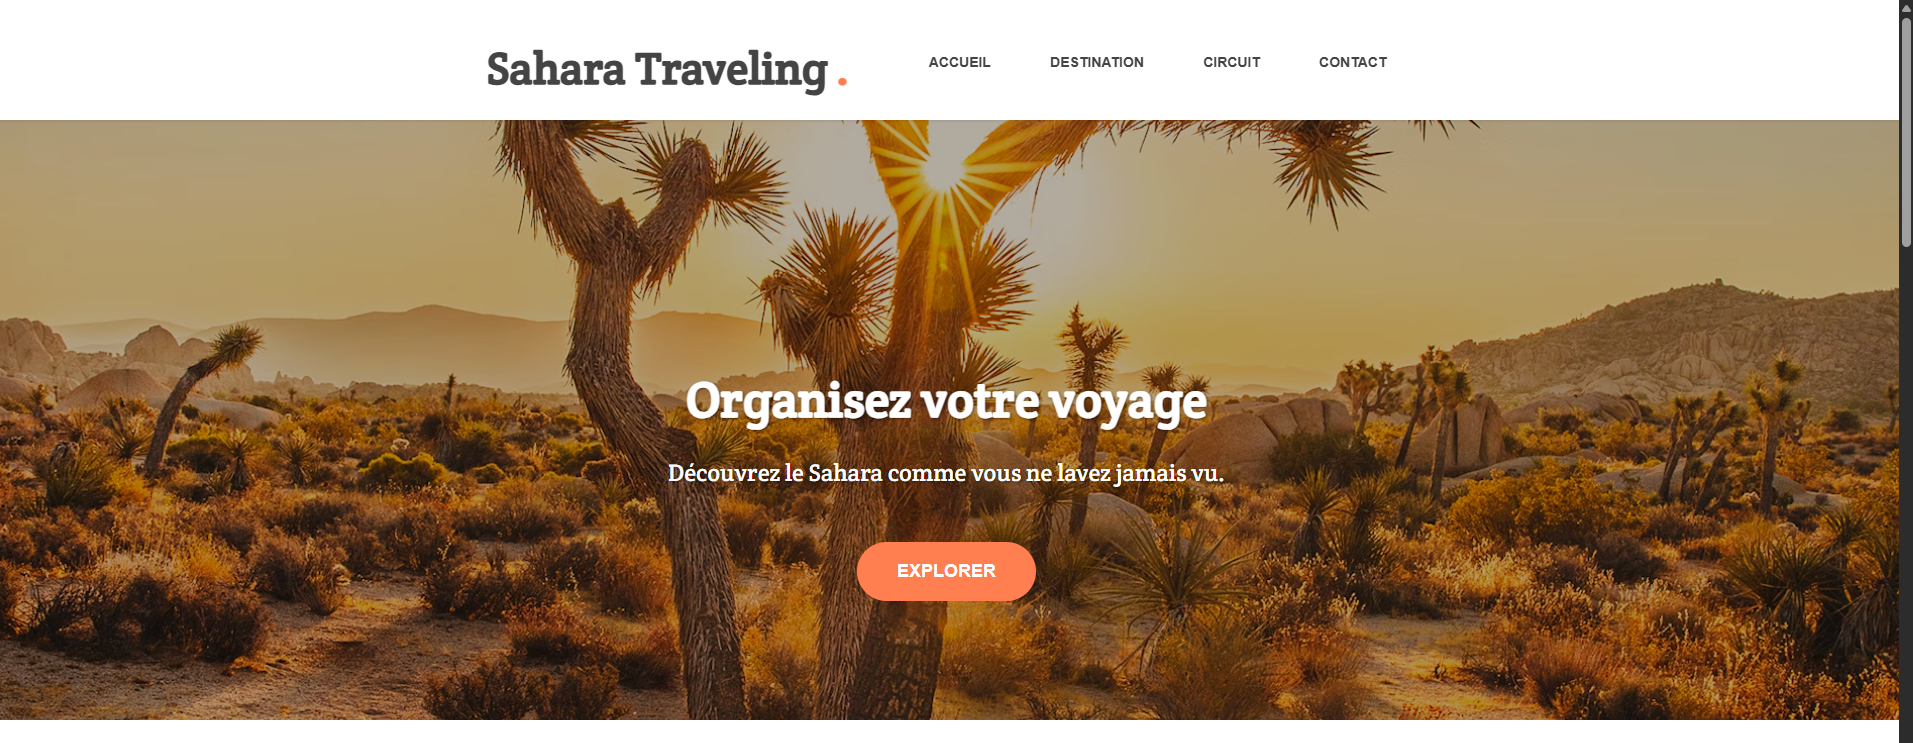 Sahara Traveling .
ACCUEIL DESTINATION CIRCUIT CONTACT
Organisez votre voyage
Découvrez le Sahara comme vous ne lavez jamais vu.
EXPLORER